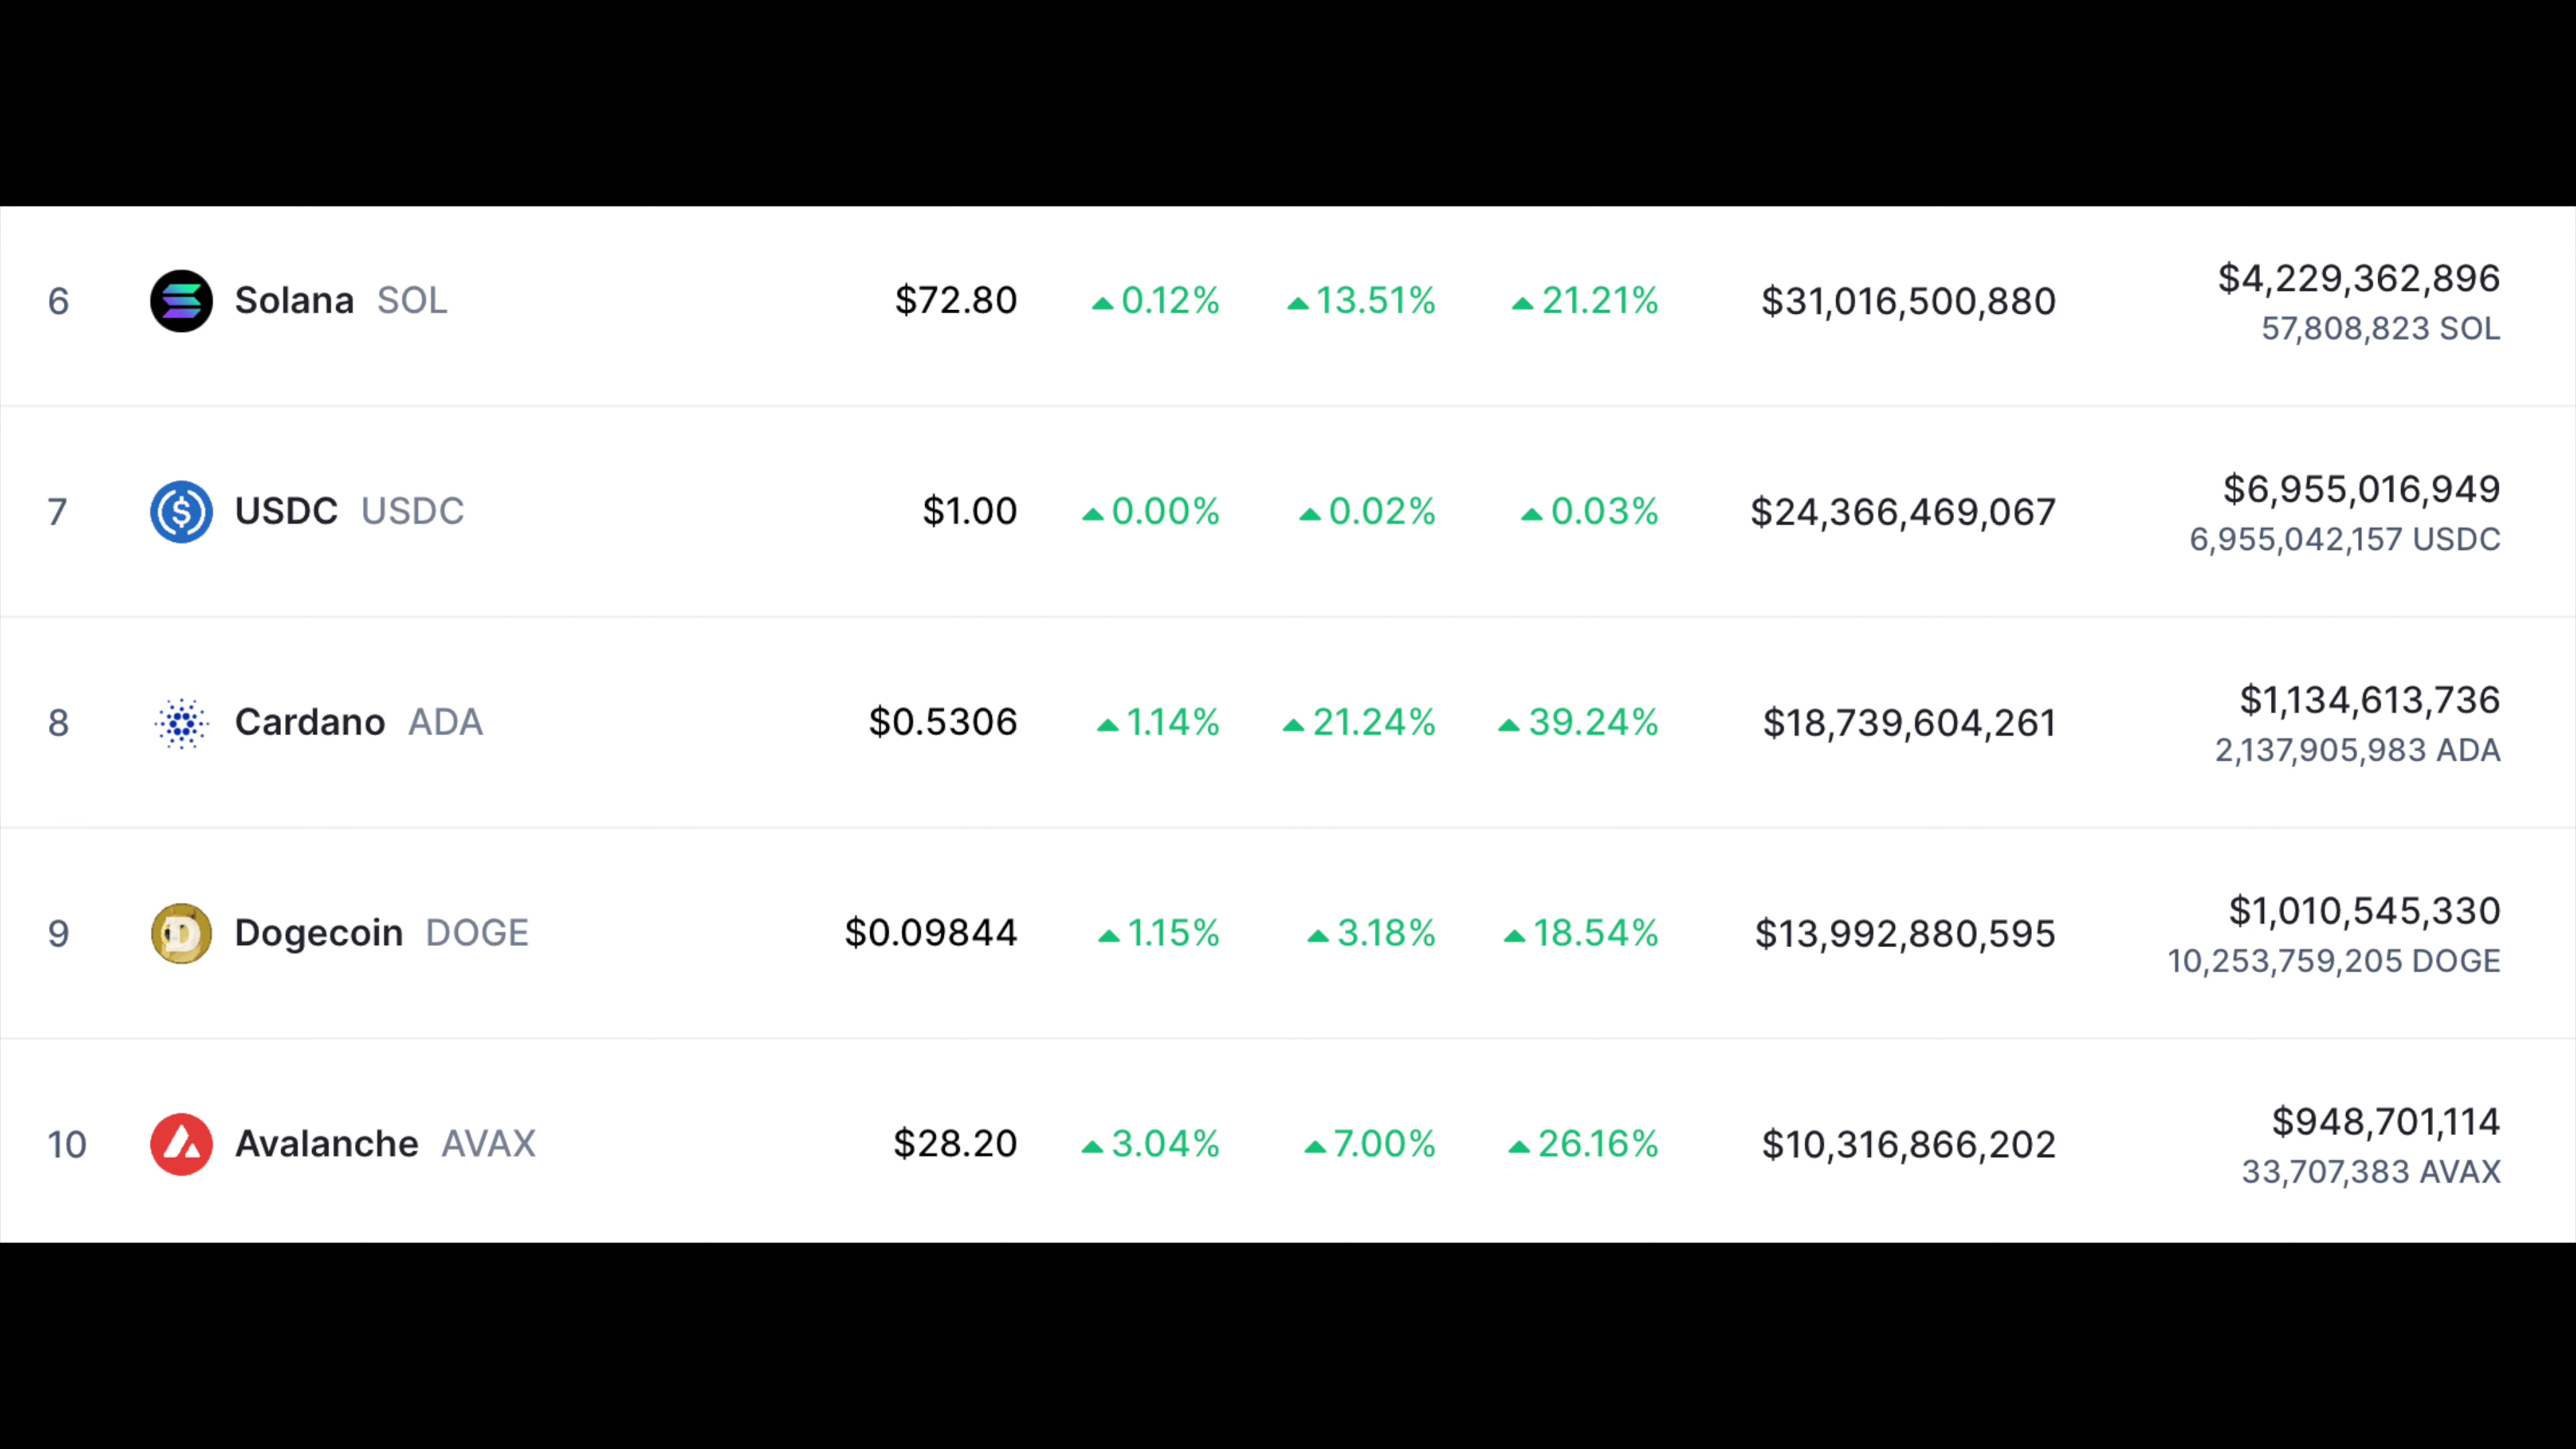 6 Solana SOL $72.80 ▲0.12% ▲13.51% ▲21.21% $31,016,500,880 $4,229,362,896
57,808,823 SOL
7 USDC USDC $1.00 ▲0.00% ▲0.02% ▲0.03% $24,366,469,067 $6,955,016,949
6,955,042,157 USDC
8 Cardano ADA $0.5306 ▲1.14% ▲21.24% ▲39.24% $18,739,604,261 $1,134,613,736
2,137,905,983 ADA
9 Dogecoin DOGE $0.09844 ▲1.15% ▲3.18% ▲18.54% $13,992,880,595 $1,010,545,330
10,253,759,205 DOGE
10 Avalanche AVAX $28.20 ▲3.04% ▲7.00% ▲26.16% $10,316,866,202 $948,701,114
33,707,383 AVAX